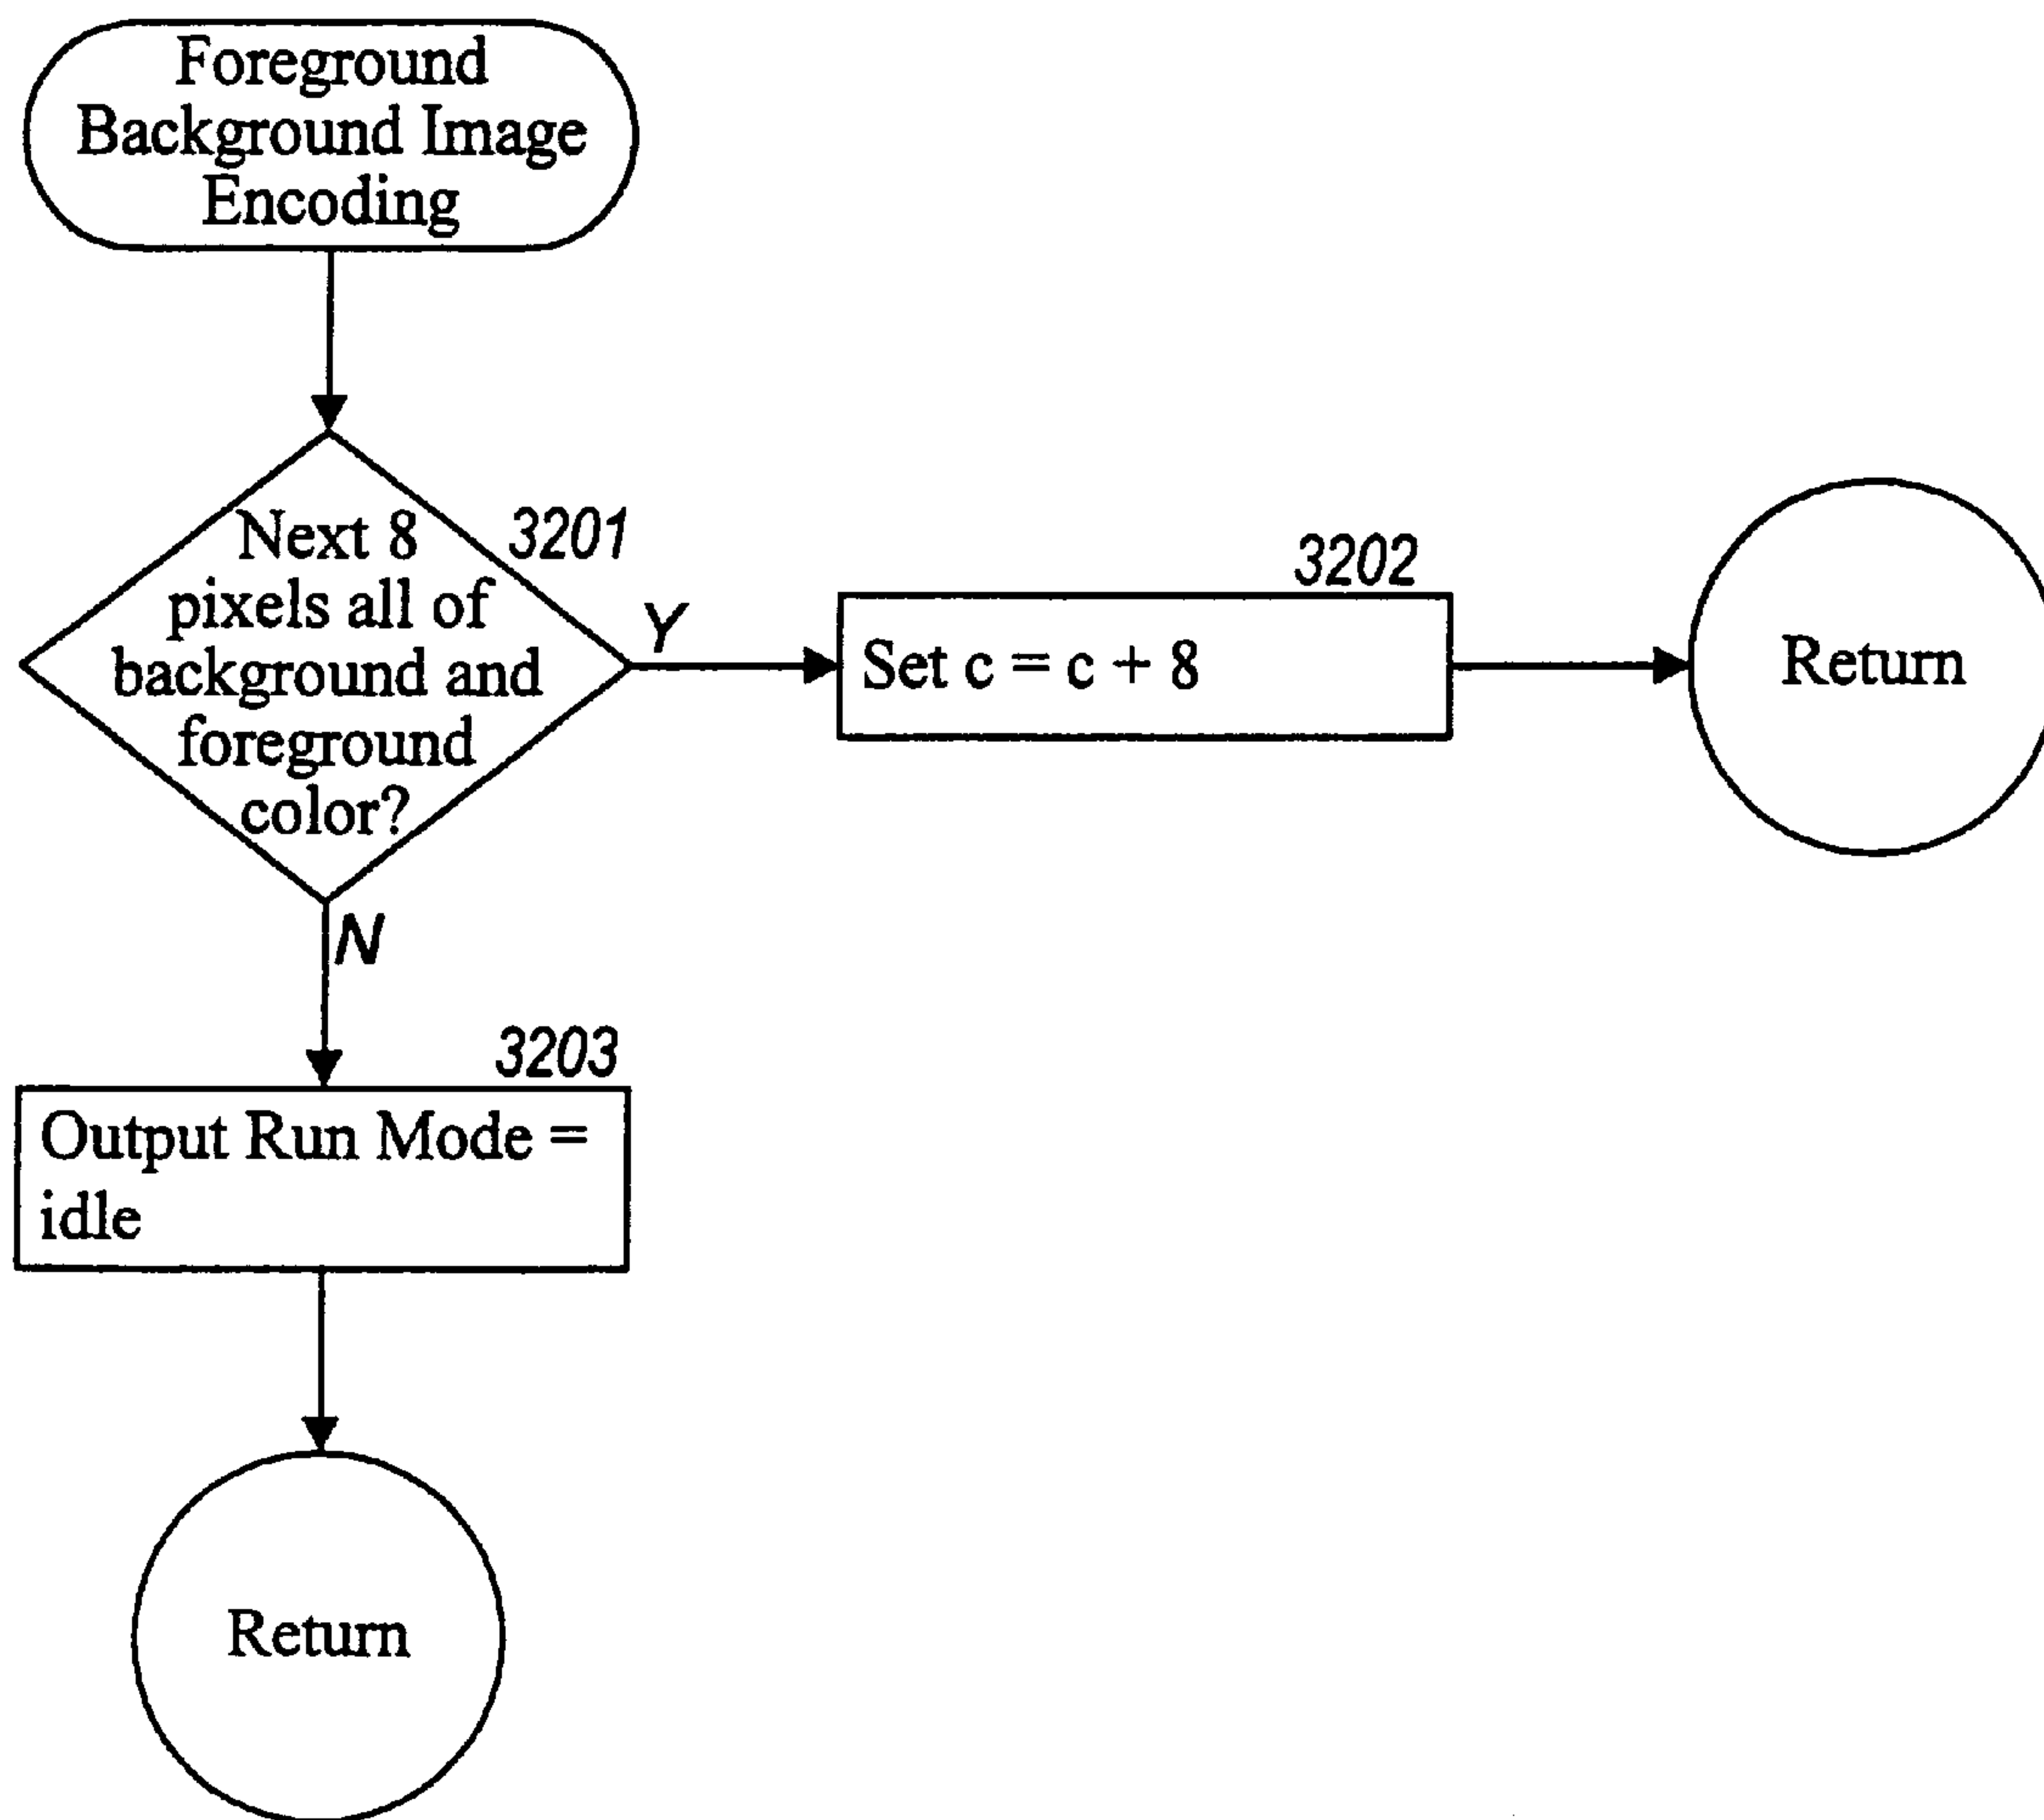 Foreground
Background Image
Encoding
Next 8
pixels all of
background and
foreground
color?
3201
Y
3202
Set c = c + 8
Return
N
3203
Output Run Mode =
idle
Return